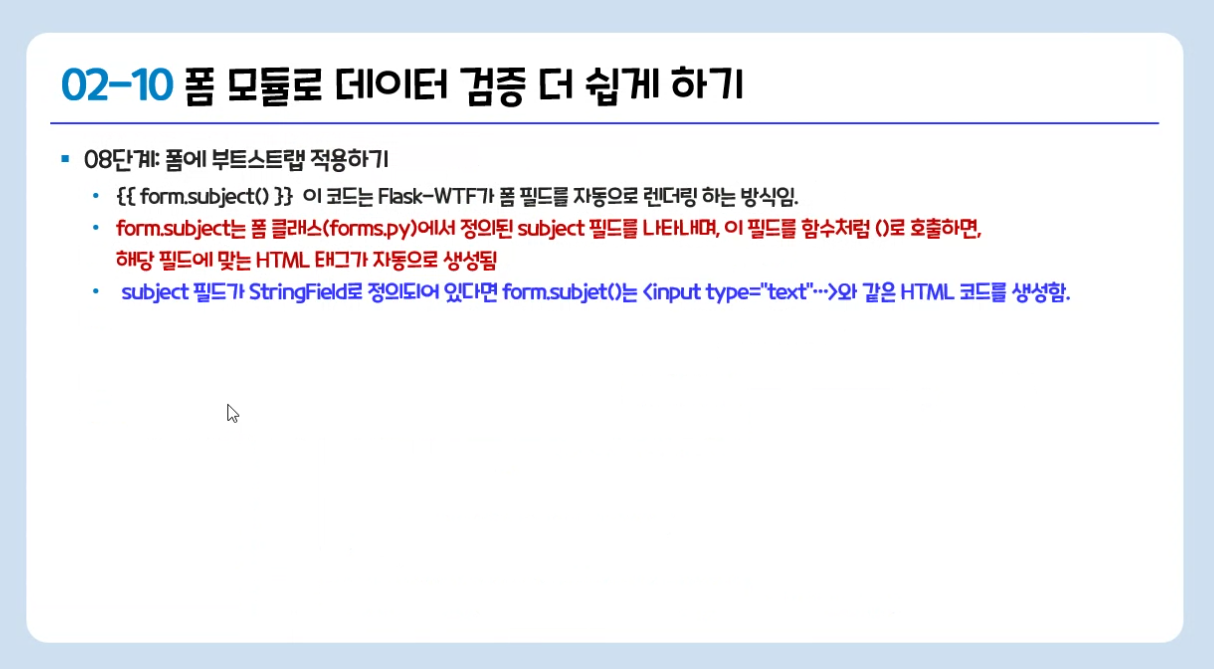 02-10 폼 모듈로 데이터 검증 더 쉽게 하기
08단계: 폼에 부트스트랩 적용하기
{{ form.subject() }} 이 코드는 Flask-WTF가 폼 필드를 자동으로 렌더링 하는 방식임.
form.subject는 폼 클래스(forms.py)에서 정의된 subject 필드를 나타내며, 이 필드를 함수처럼 ()로 호출하면,
해당 필드에 맞는 HTML 태그가 자동으로 생성됨
subject 필드가 StringField로 정의되어 있다면 form.subjet()는 <input type="text"…>와 같은 HTML 코드를 생성함.